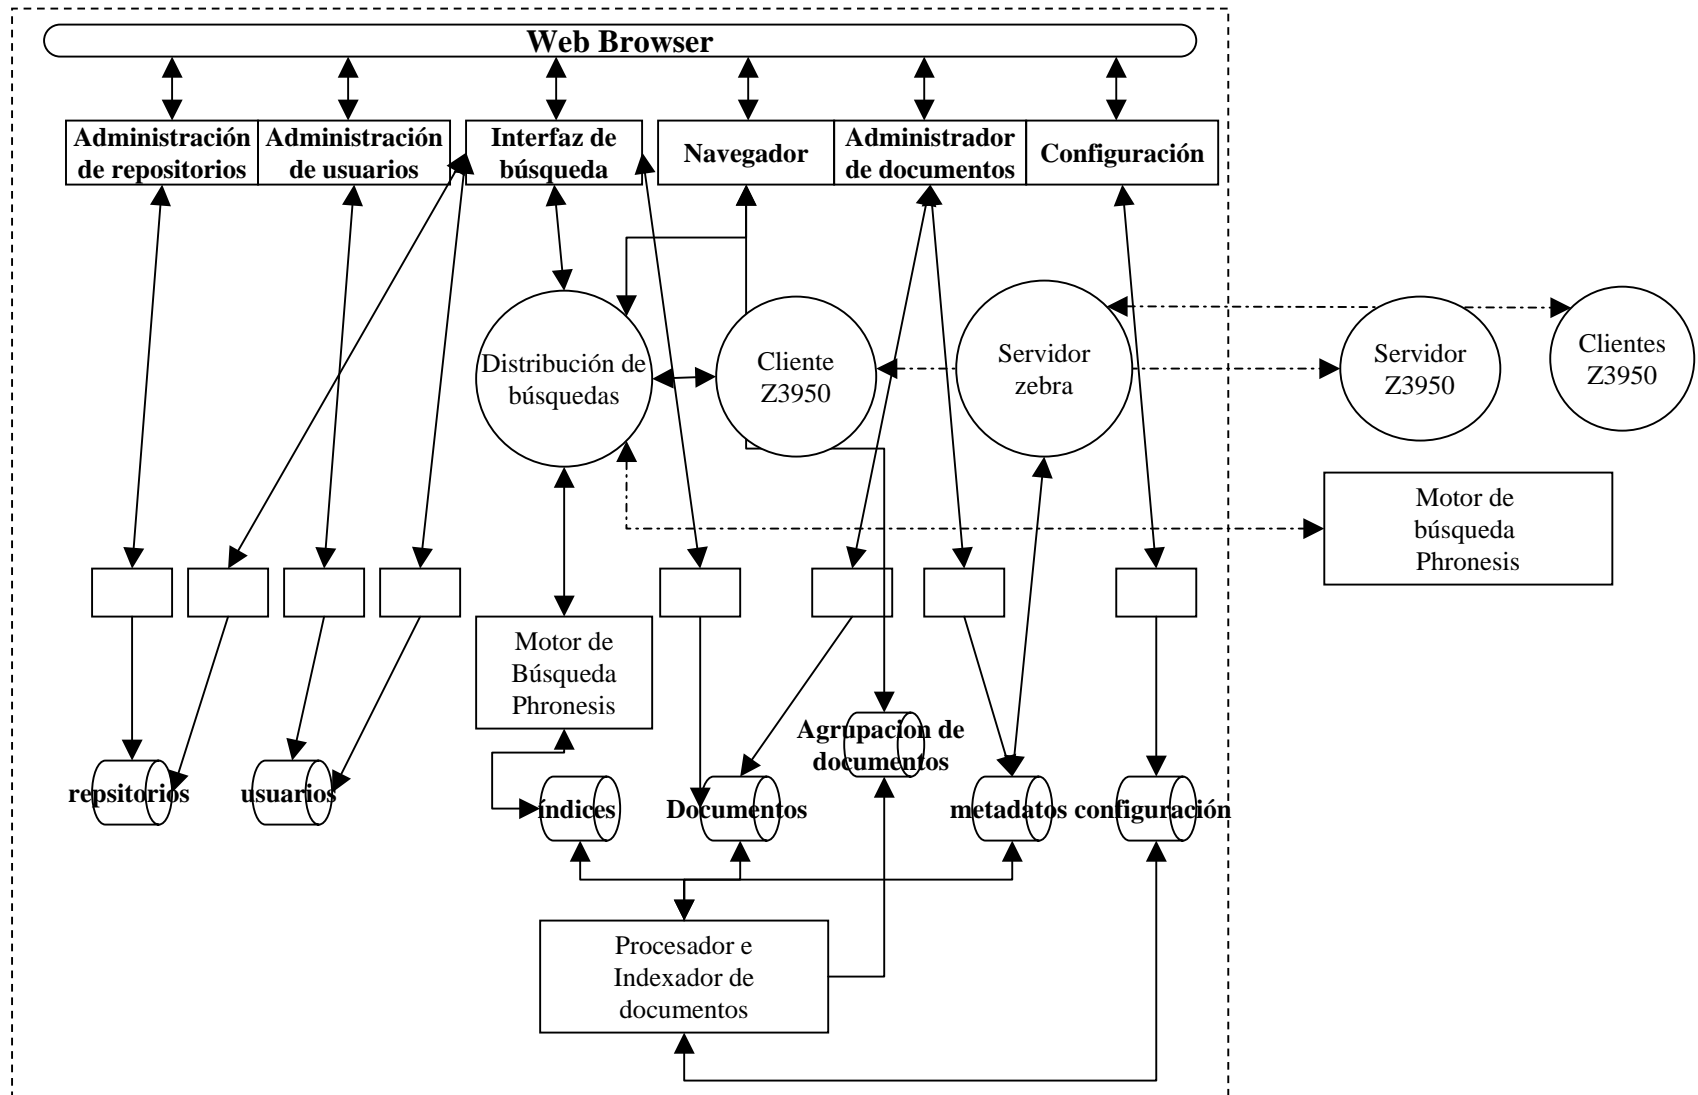 Web Browser
Administración
de repositorios
Administración
de usuarios
Interfaz de
búsqueda
Navegador
Administrador
de documentos
Configuración
Distribución de
búsquedas
Cliente
Z3950
Servidor
zebra
Servidor
Z3950
Clientes
Z3950
Motor de
búsqueda
Phronesis
Motor de
Búsqueda
Phronesis
Agrupacion de
documentos
repsitorios
usuarios
índices
Documentos
metadatos
configuración
Procesador e
Indexador de
documentos